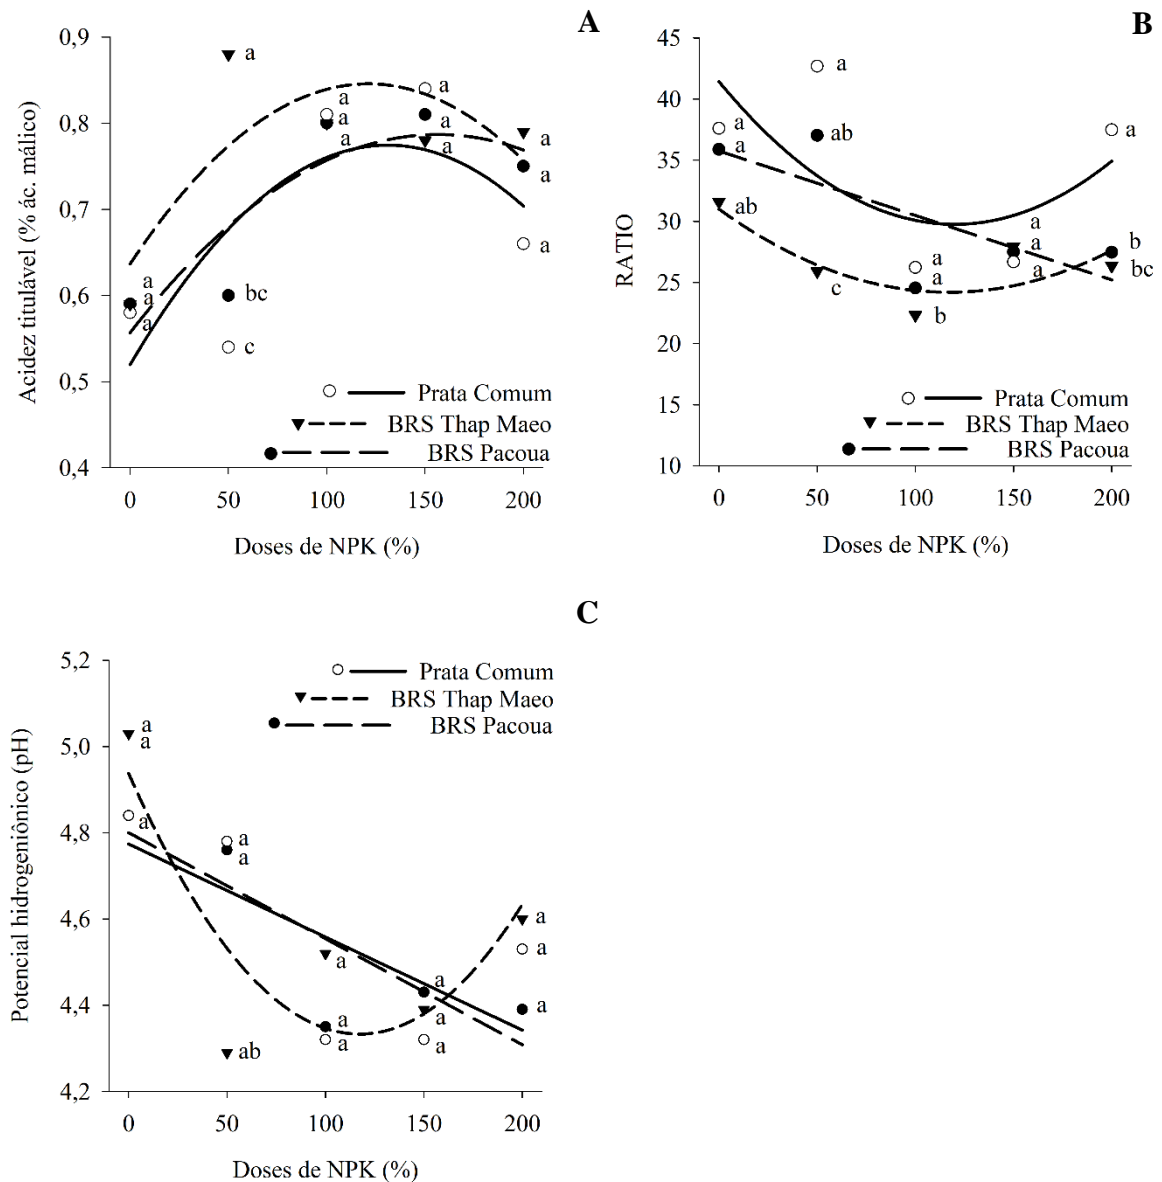 A
0,9
0,8
0,7
0,6
0,5
0,4
Acidez titulável (% ác. málico)
a
a
a
a
a
a
a
a
a
a
a
a
a
bc
c
Prata Comum
BRS Thap Maeo
BRS Pacoua
0 50 100 150 200
Doses de NPK (%)
B
45
40
35
30
25
20
15
10
RATIO
a
a
a
ab
a
a
ab
a
a
a
a
a
b
bc
c
b
Prata Comum
BRS Thap Maeo
BRS Pacoua
0 50 100 150 200
Doses de NPK (%)
C
5,2
5,0
4,8
4,6
4,4
4,2
Potencial hidrogeniônico (pH)
Prata Comum
BRS Thap Maeo
BRS Pacoua
a
a
a
a
a
a
a
a
a
a
a
a
a
a
ab
0 50 100 150 200
Doses de NPK (%)